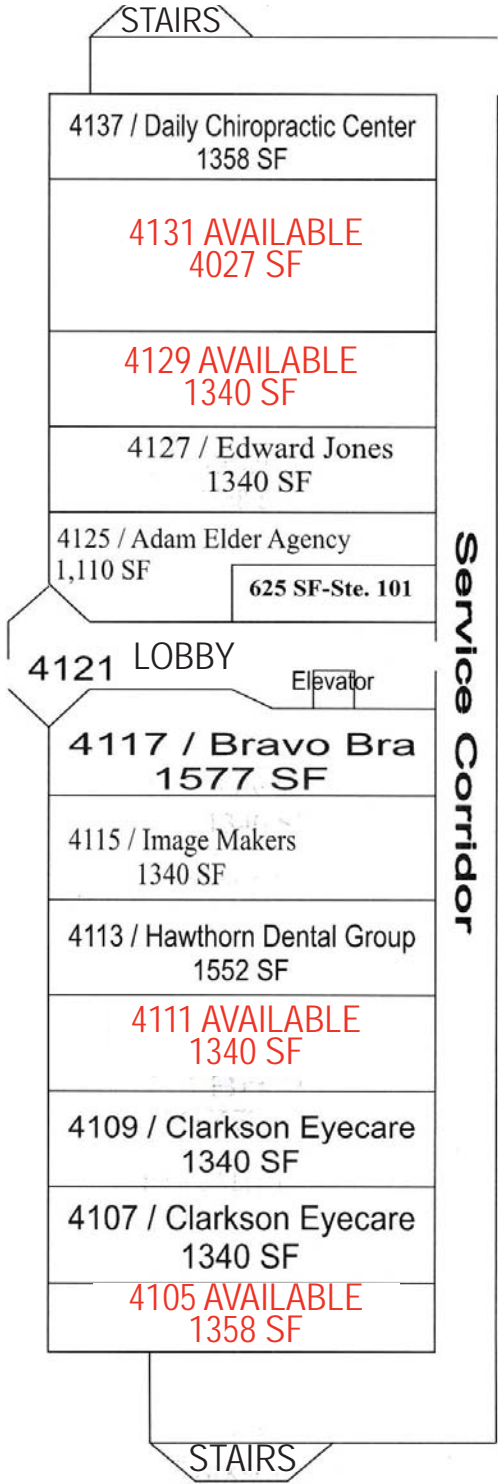 STAIRS
4137 / Daily Chiropractic Center
1358 SF
4131 AVAILABLE
4027 SF
4129 AVAILABLE
1340 SF
4127 / Edward Jones
1340 SF
4125 / Adam Elder Agency
1,110 SF
625 SF-Ste. 101
Service Corridor
4121 LOBBY
Elevator
4117 / Bravo Bra
1577 SF
4115 / Image Makers
1340 SF
4113 / Hawthorn Dental Group
1552 SF
4111 AVAILABLE
1340 SF
4109 / Clarkson Eyecare
1340 SF
4107 / Clarkson Eyecare
1340 SF
4105 AVAILABLE
1358 SF
STAIRS